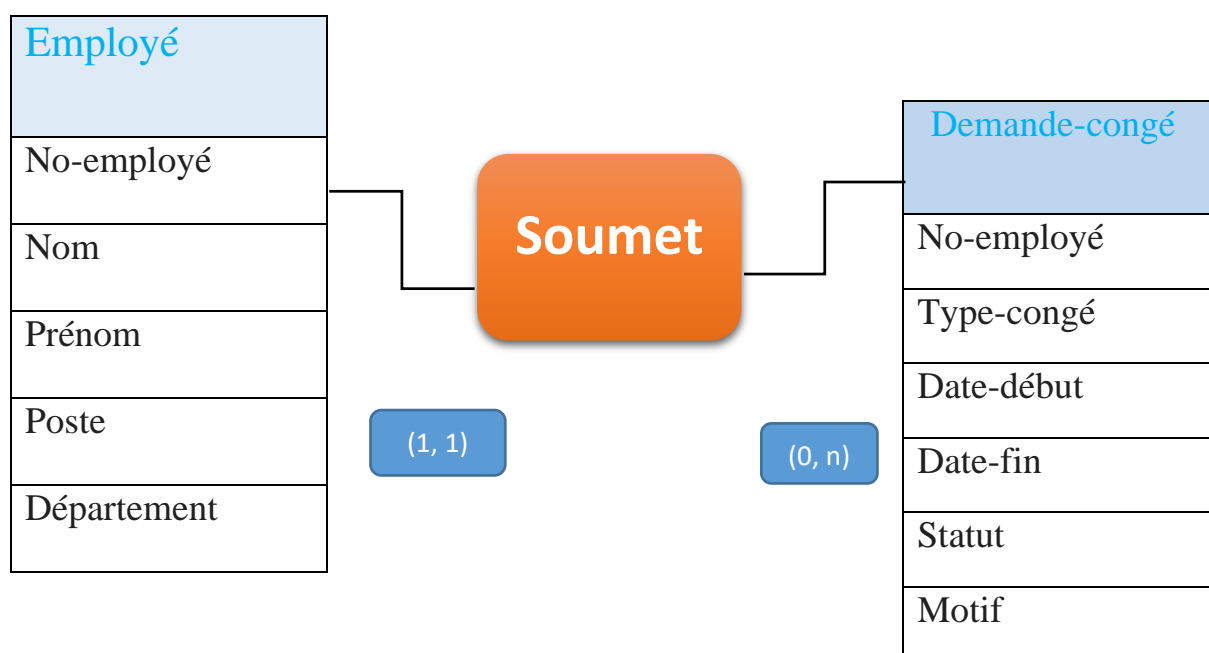 Employé
No-employé
Nom
Prénom
Poste
Département
Soumet
(1, 1)
(0, n)
Demande-congé
No-employé
Type-congé
Date-début
Date-fin
Statut
Motif